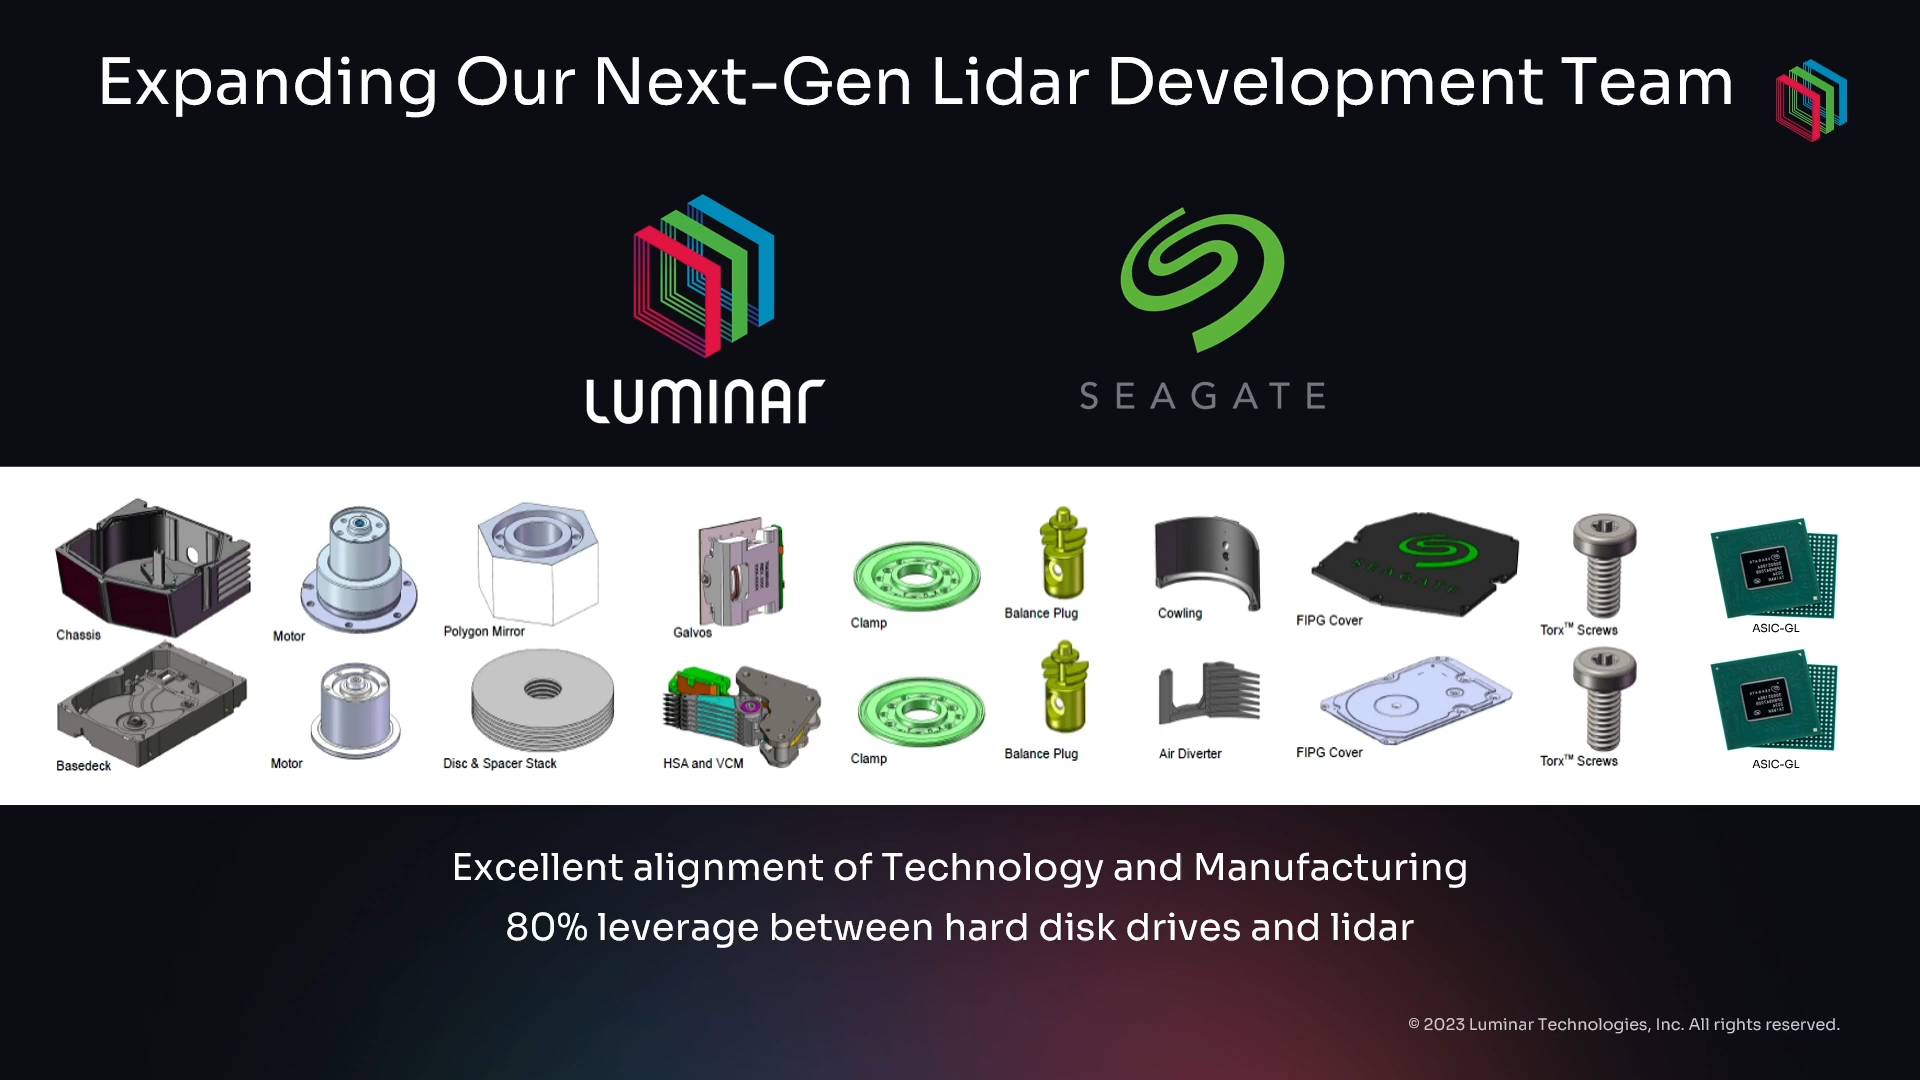 Expanding Our Next-Gen Lidar Development Team
LUMINAR
SEAGATE
Chassis
Motor
Polygon Mirror
Galvos
Clamp
Balance Plug
Cowling
SEAGATE
FIPG Cover
Torx™ Screws
ASIC-GL
Basedeck
Motor
Disc & Spacer Stack
HSA and VCM
Clamp
Balance Plug
Air Diverter
FIPG Cover
Torx™ Screws
ASIC-GL
Excellent alignment of Technology and Manufacturing
80% leverage between hard disk drives and lidar
© 2023 Luminar Technologies, Inc. All rights reserved.